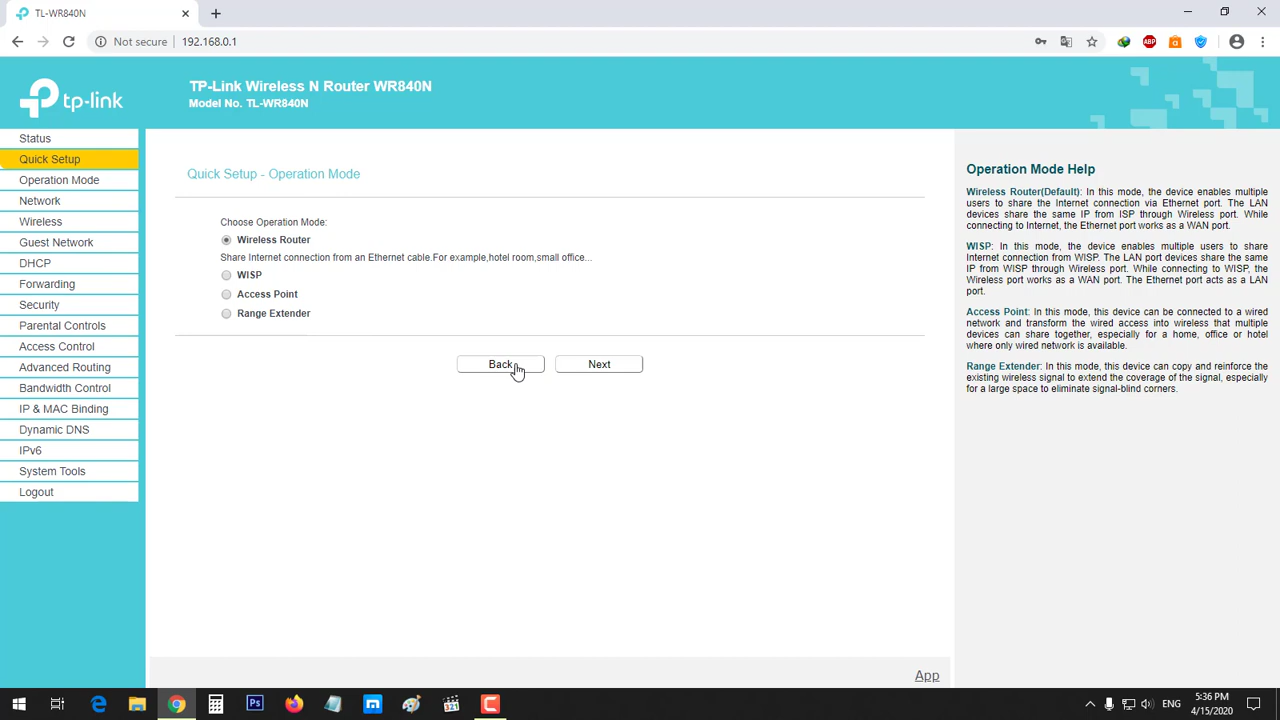 TL-WR840N
Not secure
192.168.0.1
ABP
a
tp-link
TP-Link Wireless N Router WR840N
Model No. TL-WR840N
Status
Quick Setup
Operation Mode
Network
Wireless
Guest Network
DHCP
Forwarding
Security
Parental Controls
Access Control
Advanced Routing
Bandwidth Control
IP & MAC Binding
Dynamic DNS
IPv6
System Tools
Logout
Quick Setup - Operation Mode
Choose Operation Mode:
Wireless Router
Share Internet connection from an Ethernet cable.For example,hotel room,small office...
WISP
Access Point
Range Extender
Back
Next
App
Operation Mode Help
Wireless Router(Default): In this mode, the device enables multiple
users to share the Internet connection via Ethernet port. The LAN
devices share the same IP from ISP through Wireless port. While
connecting to Internet, the Ethernet port works as a WAN port.
WISP: In this mode, the device enables multiple users to share
Internet connection from WISP. The LAN port devices share the same
IP from WISP through Wireless port. While connecting to WISP, the
Wireless port works as a WAN port. The Ethernet port acts as a LAN
port.
Access Point: In this mode, this device can be connected to a wired
network and transform the wired access into wireless that multiple
devices can share together, especially for a home, office or hotel
where only wired network is available.
Range Extender: In this mode, this device can copy and reinforce the
existing wireless signal to extend the coverage of the signal, especially
for a large space to eliminate signal-blind corners.
Ps
321
ENG
5:36 PM
4/15/2020